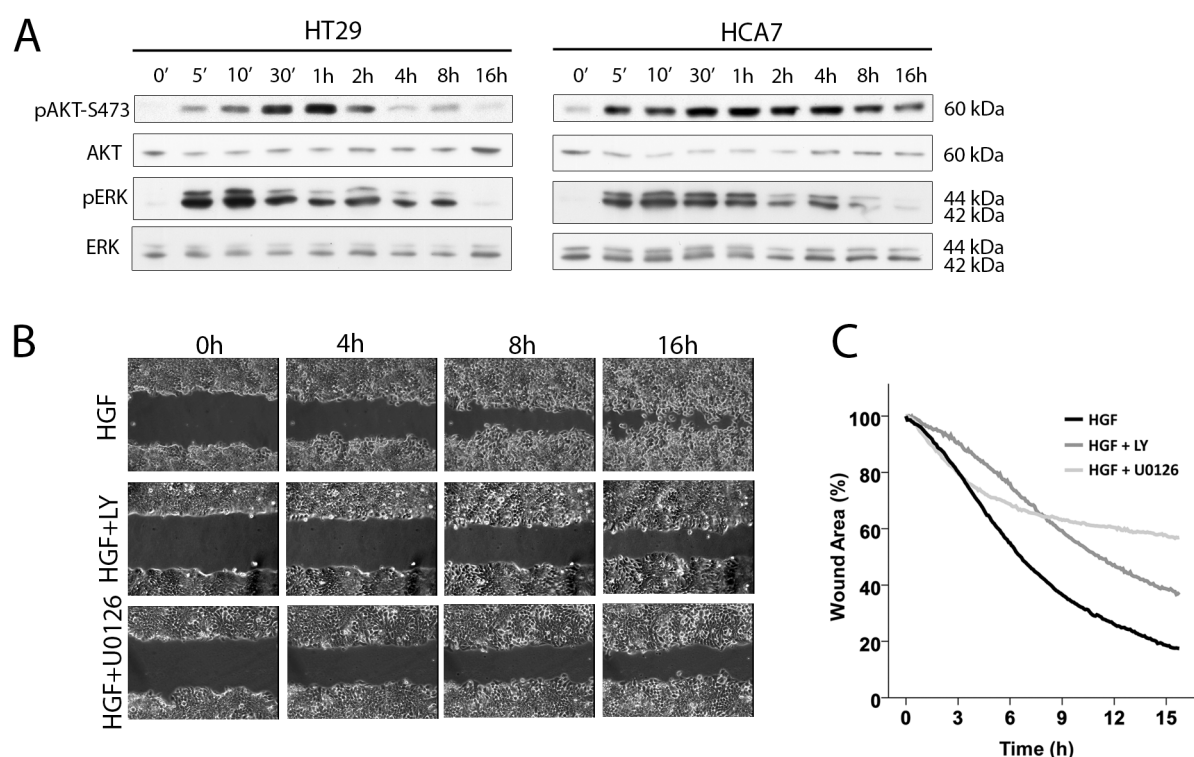 A
HT29
HCA7
0' 5' 10' 30' 1h 2h 4h 8h 16h
0' 5' 10' 30' 1h 2h 4h 8h 16h
pAKT-S473
60 kDa
AKT
60 kDa
pERK
44 kDa
42 kDa
ERK
44 kDa
42 kDa
B
0h 4h 8h 16h
HGF
HGF+LY
HGF+U0126
C
Wound Area (%)
100
80
60
40
20
0
0 3 6 9 12 15
Time (h)
HGF
HGF + LY
HGF + U0126